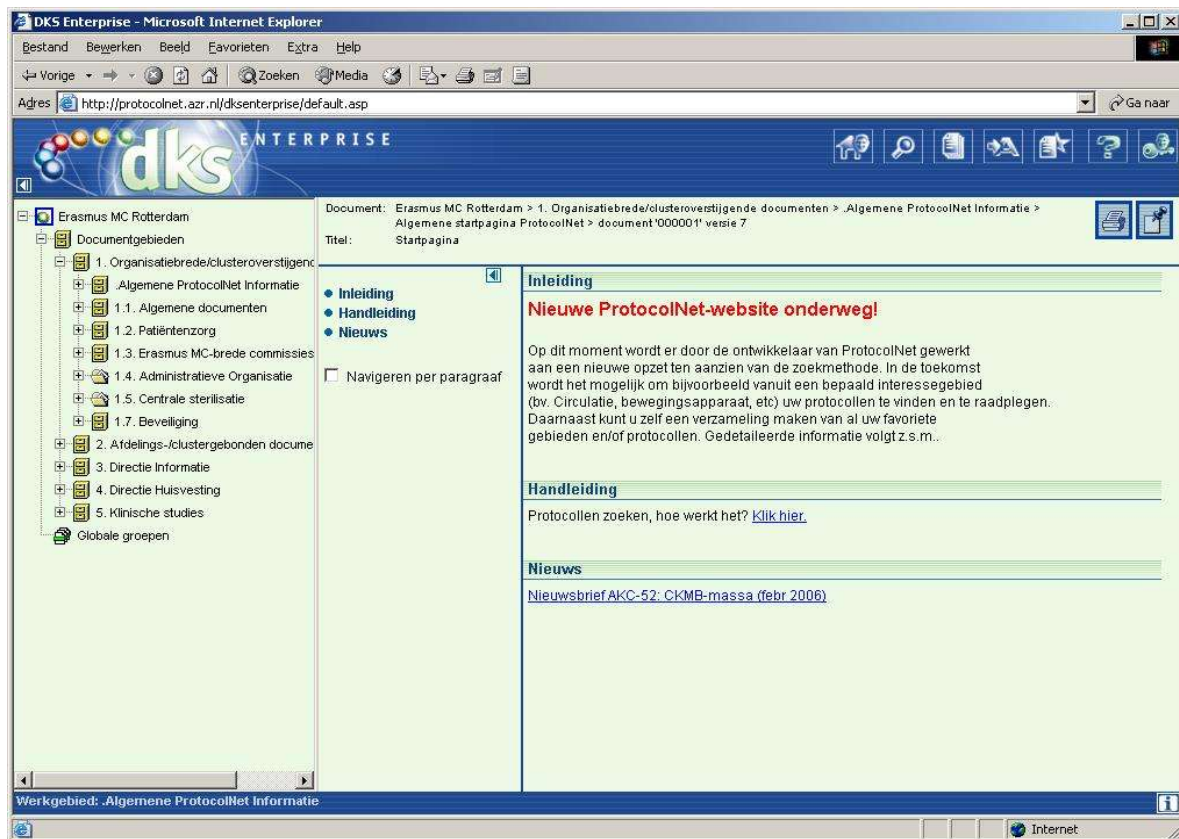 DKS Enterprise - Microsoft Internet Explorer
Bestand Bewerken Beeld Favorieten Extra Help
Vorige Zoeken Media
Adres http://protocolnet.azr.nl/dksenterprise/default.asp Ga naar
dks ENTERPRISE
Erasmus MC Rotterdam
Documentgebieden
1. Organisatiebrede/clusteroverstijgend
.Algemene ProtocolNet Informatie
1.1. Algemene documenten
1.2. Patiëntenzorg
1.3. Erasmus MC-brede commissies
1.4. Administratieve Organisatie
1.5. Centrale sterilisatie
1.7. Beveiliging
2. Afdelings-/clustergebonden docume
3. Directie Informatie
4. Directie Huisvesting
5. Klinische studies
Globale groepen
Document: Erasmus MC Rotterdam > 1. Organisatiebrede/clusteroverstijgende documenten > .Algemene ProtocolNet Informatie >
Algemene startpagina ProtocolNet > document '000001' versie 7
Titel: Startpagina
Inleiding
Handleiding
Nieuws
Navigeren per paragraaf
Inleiding
Nieuwe ProtocolNet-website onderweg!
Op dit moment wordt er door de ontwikkelaar van ProtocolNet gewerkt
aan een nieuwe opzet ten aanzien van de zoekmethode. In de toekomst
wordt het mogelijk om bijvoorbeeld vanuit een bepaald interessegebied
(bv. Circulatie, bewegingsapparaat, etc) uw protocollen te vinden en te raadplegen.
Daarnaast kunt u zelf een verzameling maken van al uw favoriete
gebieden en/of protocollen. Gedetaileerde informatie volgt z.s.m..
Handleiding
Protocollen zoeken, hoe werkt het? Klik hier.
Nieuws
Nieuwsbrief AKC-52: CKMB-massa (febr 2006)
Werkgebied: .Algemene ProtocolNet Informatie
Internet